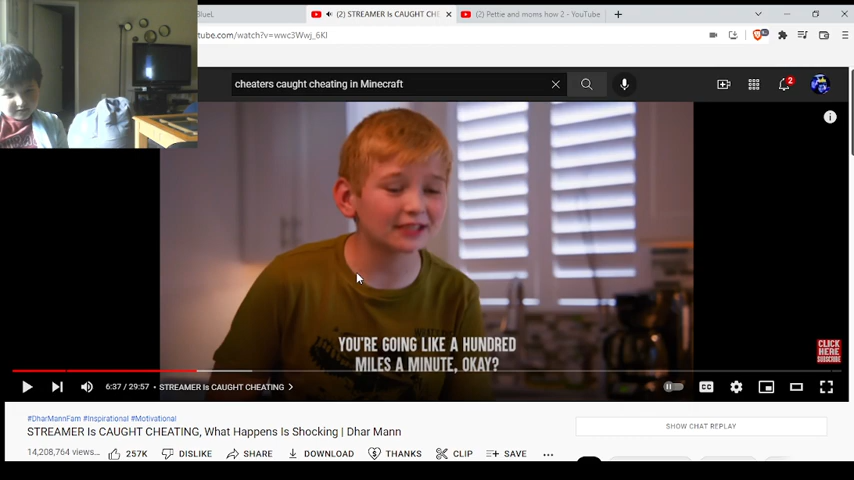 BlueL
(2) STREAMER Is CAUGHT CHE
(2) Pettie and moms how 2 - YouTube
tube.com/watch?v=wwc3Wwj_6KI
cheaters caught cheating in Minecraft
2
YOU'RE GOING LIKE A HUNDRED
MILES A MINUTE, OKAY?
CLICK
HERE
SUBSCRIBE
6:37 / 29:57 • STREAMER Is CAUGHT CHEATING
#DharMannFam #Inspirational #Motivational
STREAMER Is CAUGHT CHEATING, What Happens Is Shocking | Dhar Mann
SHOW CHAT REPLAY
14,208,764 views...
257K
DISLIKE
SHARE
DOWNLOAD
THANKS
CLIP
SAVE